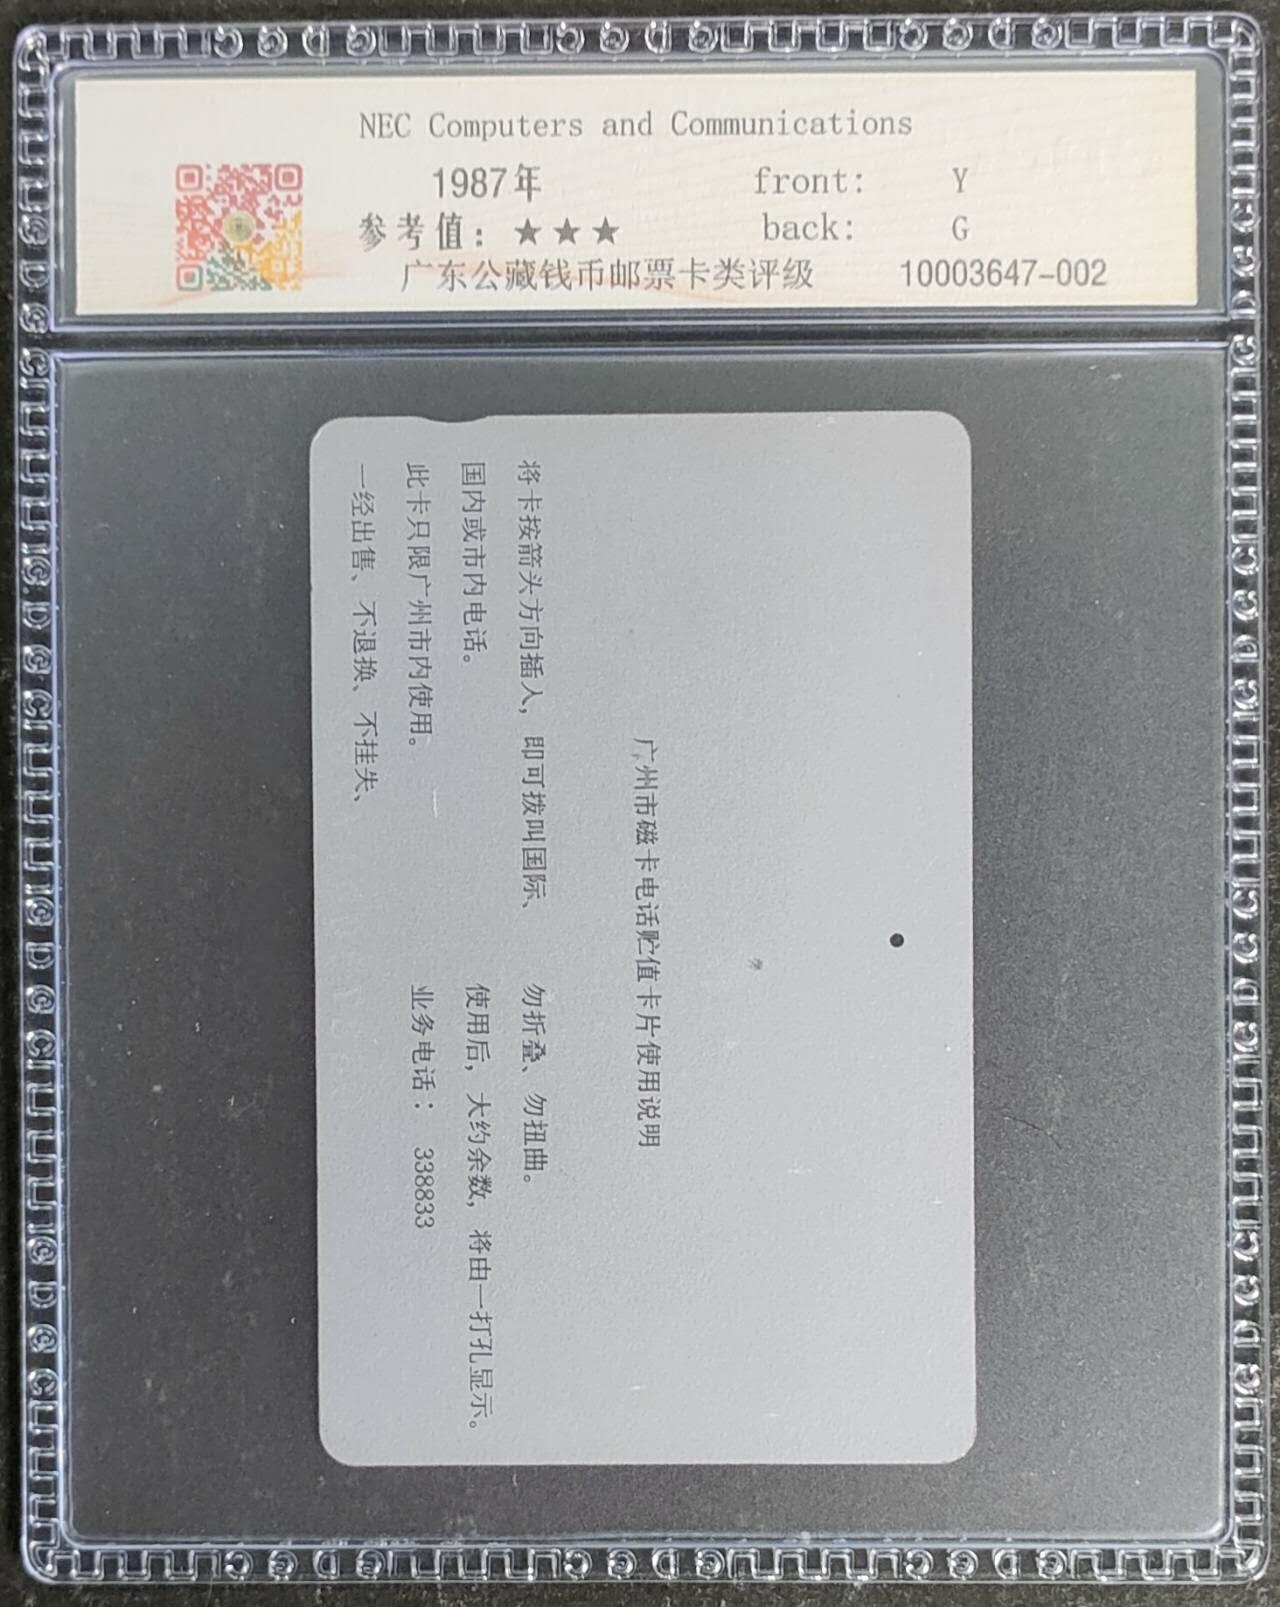 NEC Computers and Communications
1987年 front: Y
参考值：★★★ back: G
广东公藏钱币邮票卡类评级 10003647-002
广州市磁卡电话贮值卡片使用说明
将卡按箭头方向插入，即可拨叫国际、
国内或市内电话。
此卡只限广州市内使用。
一经出售、不退换、不挂失、
勿折叠、勿扭曲。
使用后，大约余数，将由一打孔显示。
业务电话： 338833